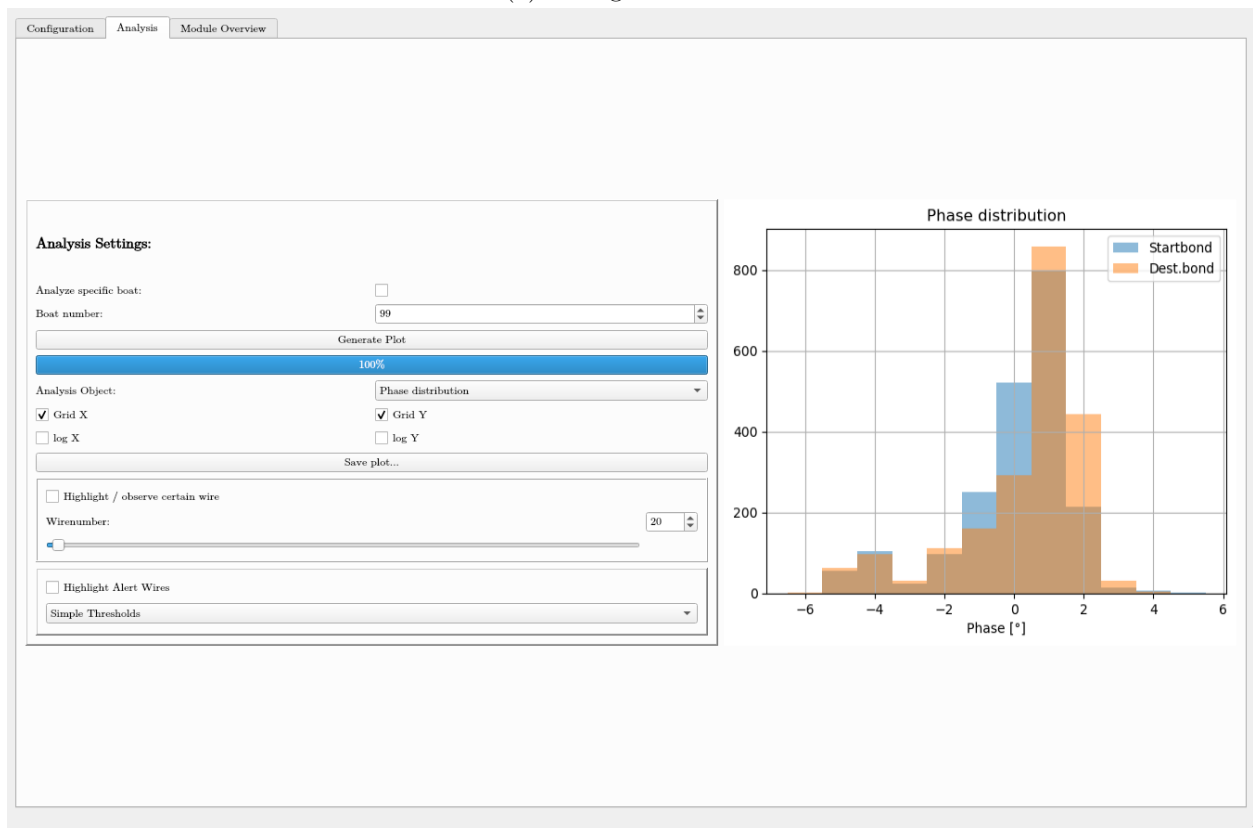 Configuration Analysis Module Overview
Analysis Settings:
Analyze specific boat:
Boat number: 99
Generate Plot
100%
Analysis Object: Phase distribution
Grid X Grid Y
log X log Y
Save plot...
Highlight / observe certain wire
Wirenumber: 20
Highlight Alert Wires
Simple Thresholds
Phase distribution
Startbond
Dest.bond
800
600
400
200
0
−6 −4 −2 0 2 4 6
Phase [°]